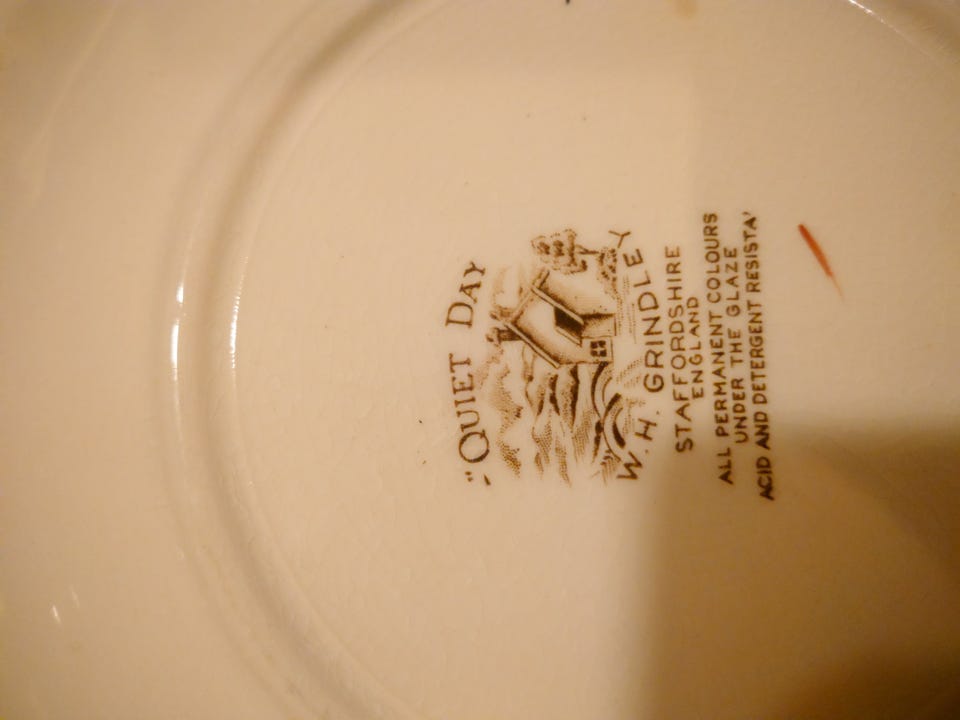 "QUIET DAY
W. H. GRINDLEY
STAFFORDSHIRE
ENGLAND
ALL PERMANENT COLOURS
UNDER THE GLAZE
ACID AND DETERGENT RESISTA'